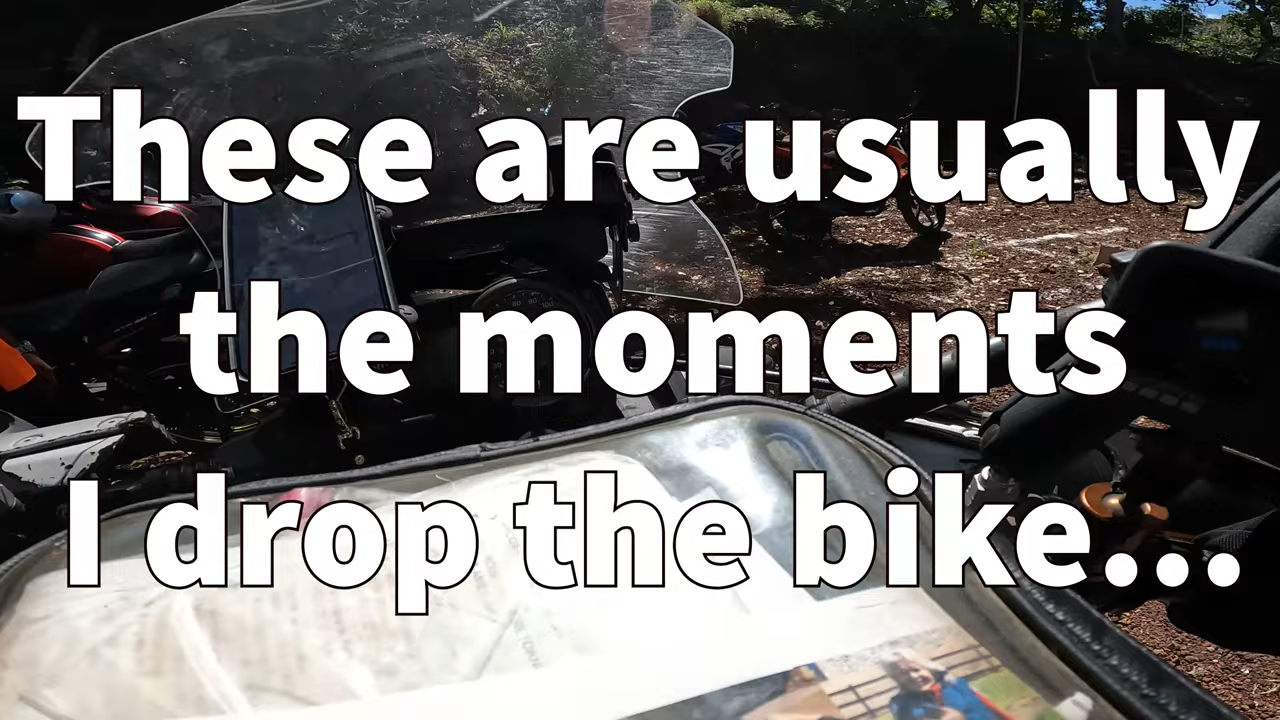 These are usually
the moments
I drop the bike...